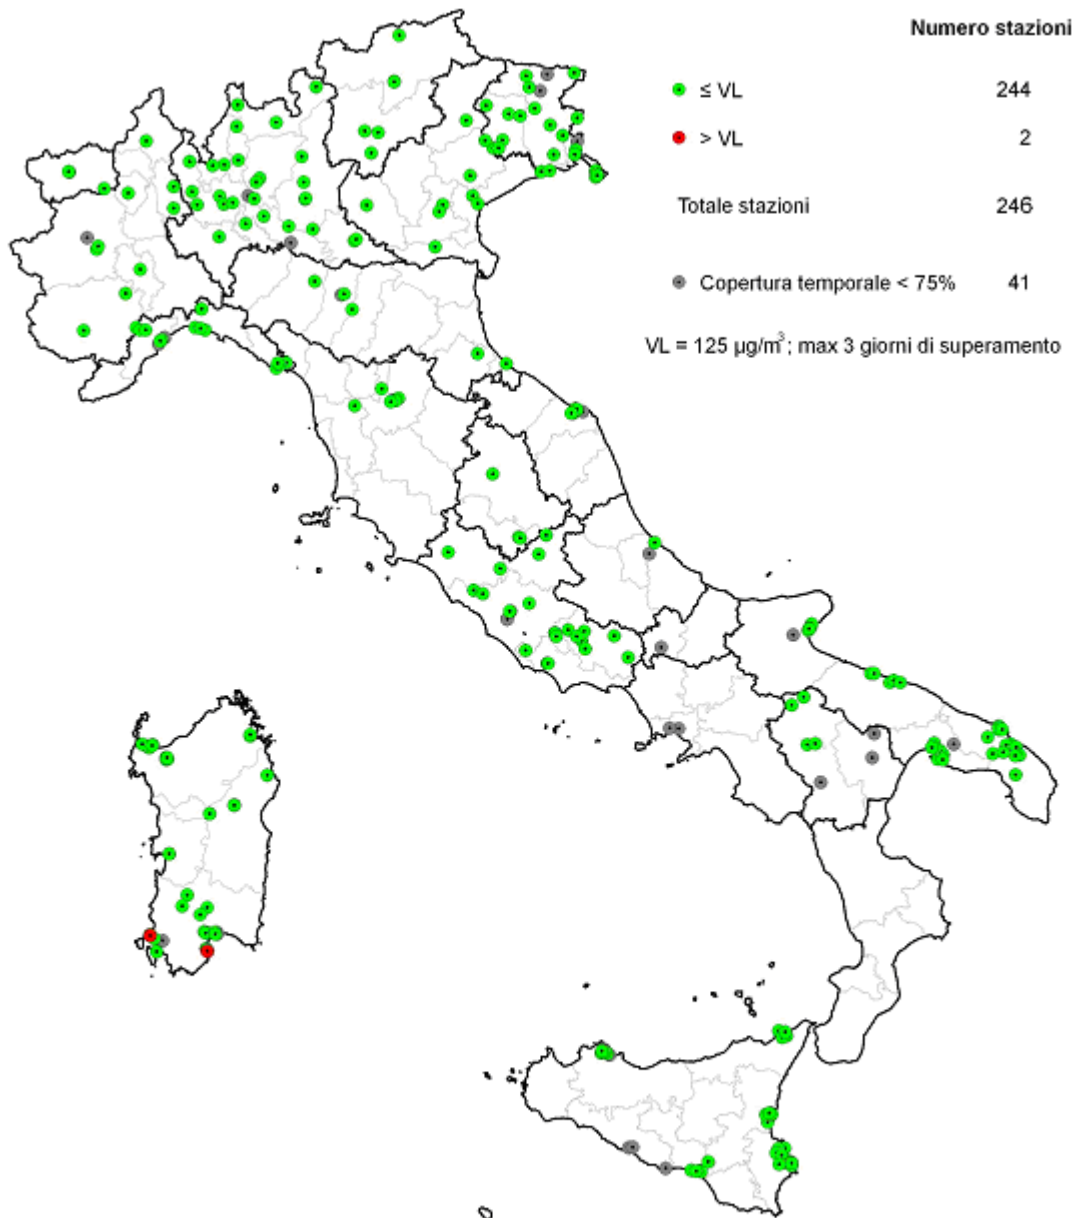 Numero stazioni
≤ VL 244
> VL 2
Totale stazioni 246
Copertura temporale < 75% 41
VL = 125 µg/m³; max 3 giorni di superamento